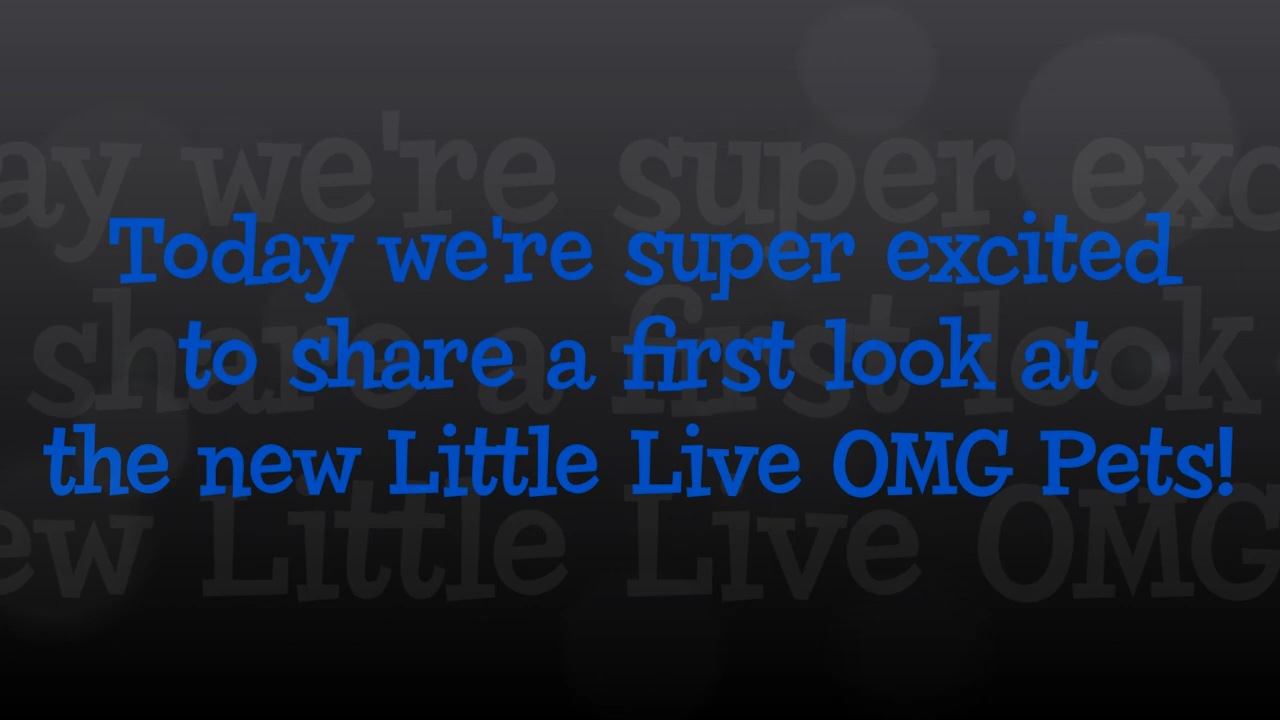 Today we're super excited
to share a first look at
the new Little Live OMG Pets!